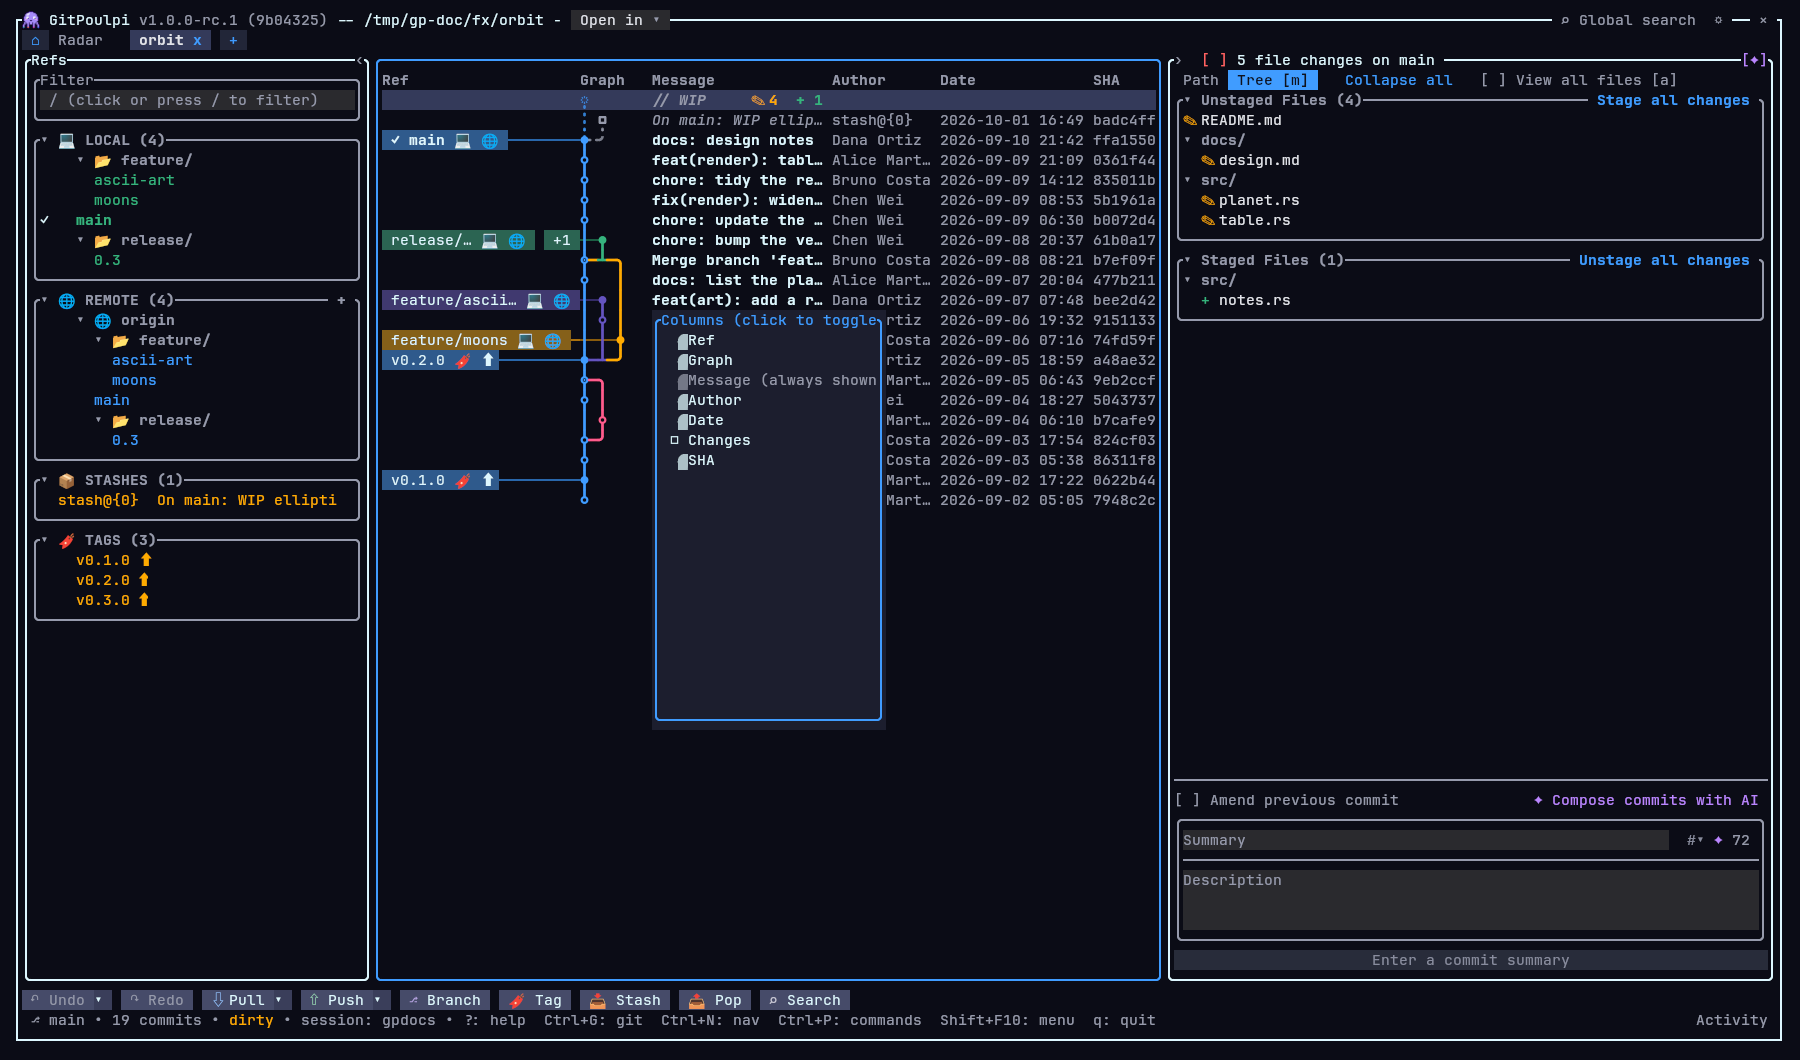 GitPoulpi v1.0.0-rc.1 (9b04325) -- /tmp/gp-doc/fx/orbit - Open in ▾ ⌕ Global search ⚙ ×
⌂ Radar orbit x +
Refs ‹
Filter
/ (click or press / to filter)
▾ LOCAL (4)
▾ feature/
ascii-art
moons
✓ main
▾ release/
0.3
▾ REMOTE (4) +
▾ origin
▾ feature/
ascii-art
moons
main
▾ release/
0.3
▾ STASHES (1)
stash@{0} On main: WIP ellipti
▾ TAGS (3)
v0.1.0 ⬆
v0.2.0 ⬆
v0.3.0 ⬆
Ref Graph Message Author Date SHA
// WIP ✎ 4 + 1
On main: WIP ellip… stash@{0} 2026-10-01 16:49 badc4ff
✓ main docs: design notes Dana Ortiz 2026-09-10 21:42 ffa1550
feat(render): tabl… Alice Mart… 2026-09-09 21:09 0361f44
chore: tidy the re… Bruno Costa 2026-09-09 14:12 835011b
fix(render): widen… Chen Wei 2026-09-09 08:53 5b1961a
chore: update the … Chen Wei 2026-09-09 06:30 b0072d4
release/… +1 chore: bump the ve… Chen Wei 2026-09-08 20:37 61b0a17
Merge branch 'feat… Bruno Costa 2026-09-08 08:21 b7ef09f
docs: list the pla… Alice Mart… 2026-09-07 20:04 477b211
feature/ascii… feat(art): add a r… Dana Ortiz 2026-09-07 07:48 bee2d42
Columns (click to toggle rtiz 2026-09-06 19:32 9151133
feature/moons Ref Costa 2026-09-06 07:16 74fd59f
v0.2.0 ⬆ Graph rtiz 2026-09-05 18:59 a48ae32
Message (always shown Mart… 2026-09-05 06:43 9eb2ccf
Author ei 2026-09-04 18:27 5043737
Date Mart… 2026-09-04 06:10 b7cafe9
Changes Costa 2026-09-03 17:54 824cf03
SHA Costa 2026-09-03 05:38 86311f8
v0.1.0 ⬆ Mart… 2026-09-02 17:22 0622b44
Mart… 2026-09-02 05:05 7948c2c
› [ ] 5 file changes on main [✦]
Path Tree [m] Collapse all [ ] View all files [a]
▾ Unstaged Files (4) Stage all changes
✎ README.md
▾ docs/
✎ design.md
▾ src/
✎ planet.rs
✎ table.rs
▾ Staged Files (1) Unstage all changes
▾ src/
+ notes.rs
[ ] Amend previous commit ✦ Compose commits with AI
Summary #▾ ✦ 72
Description
Enter a commit summary
↶ Undo ▾ ↷ Redo ⇩ Pull ▾ ⇧ Push ▾ ⎇ Branch Tag Stash Pop ⌕ Search
⎇ main • 19 commits • dirty • session: gpdocs • ?: help Ctrl+G: git Ctrl+N: nav Ctrl+P: commands Shift+F10: menu q: quit Activity